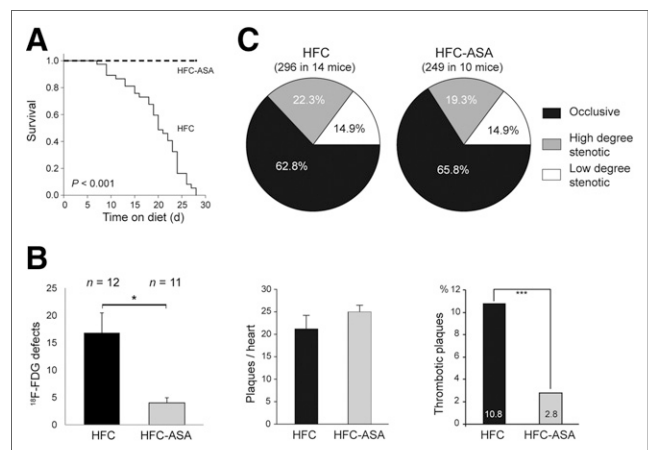 A
Survival
1.0
0.8
0.6
0.4
0.2
0.0
HFC-ASA
HFC
P < 0.001
0 5 10 15 20 25 30
Time on diet (d)
C
HFC
(296 in 14 mice)
22.3%
14.9%
62.8%
HFC-ASA
(249 in 10 mice)
19.3%
14.9%
65.8%
Occlusive
High degree
stenotic
Low degree
stenotic
B
¹⁸F-FDG defects
25
20
15
10
5
0
n = 12 n = 11
*
HFC HFC-ASA
Plaques / heart
30
25
20
15
10
5
0
HFC HFC-ASA
Thrombotic plaques
% 12
10
8
6
4
2
0
***
10.8
2.8
HFC HFC-ASA